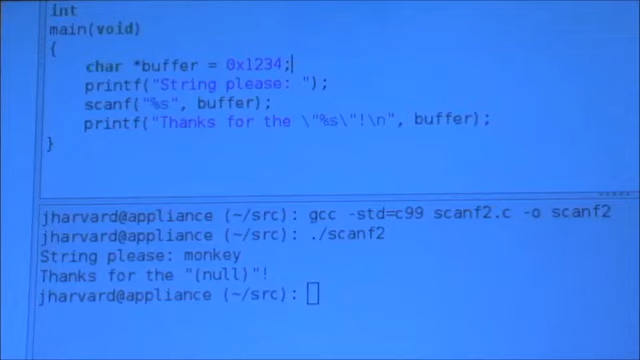 int
main(void)
{
char *buffer = 0x1234;
printf("String please: ");
scanf("%s", buffer);
printf("Thanks for the \"%s\"!\n", buffer);
}
jharvard@appliance (~/src): gcc -std=c99 scanf2.c -o scanf2
jharvard@appliance (~/src): ./scanf2
String please: monkey
Thanks for the "(null)"!
jharvard@appliance (~/src):